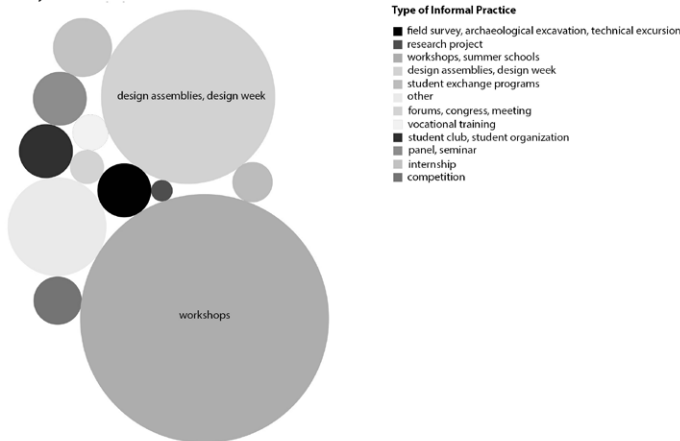 Type of Informal Practice
field survey, archaeological excavation, technical excursion
research project
workshops, summer schools
design assemblies, design week
student exchange programs
other
forums, congress, meeting
vocational training
student club, student organization
panel, seminar
internship
competition
design assemblies, design week
workshops